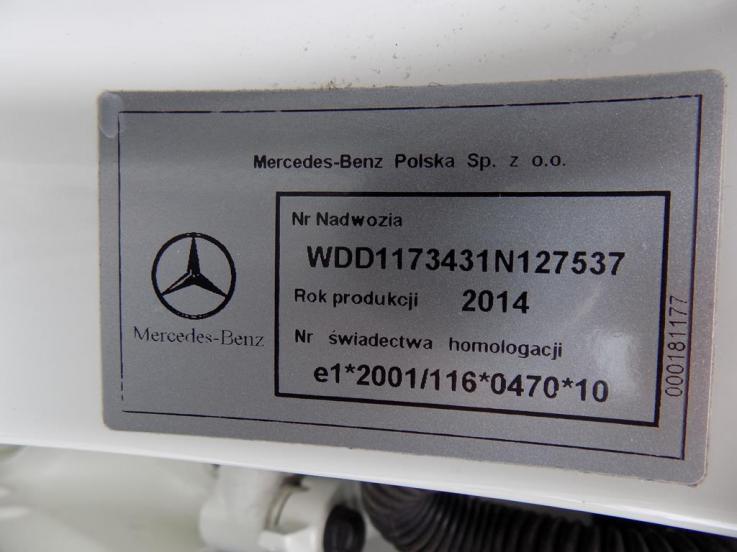 Mercedes-Benz Polska Sp. z o.o.
Nr Nadwozia
WDD1173431N127537
Rok produkcji 2014
Nr świadectwa homologacji
e1*2001/116*0470*10
Mercedes-Benz
000181177